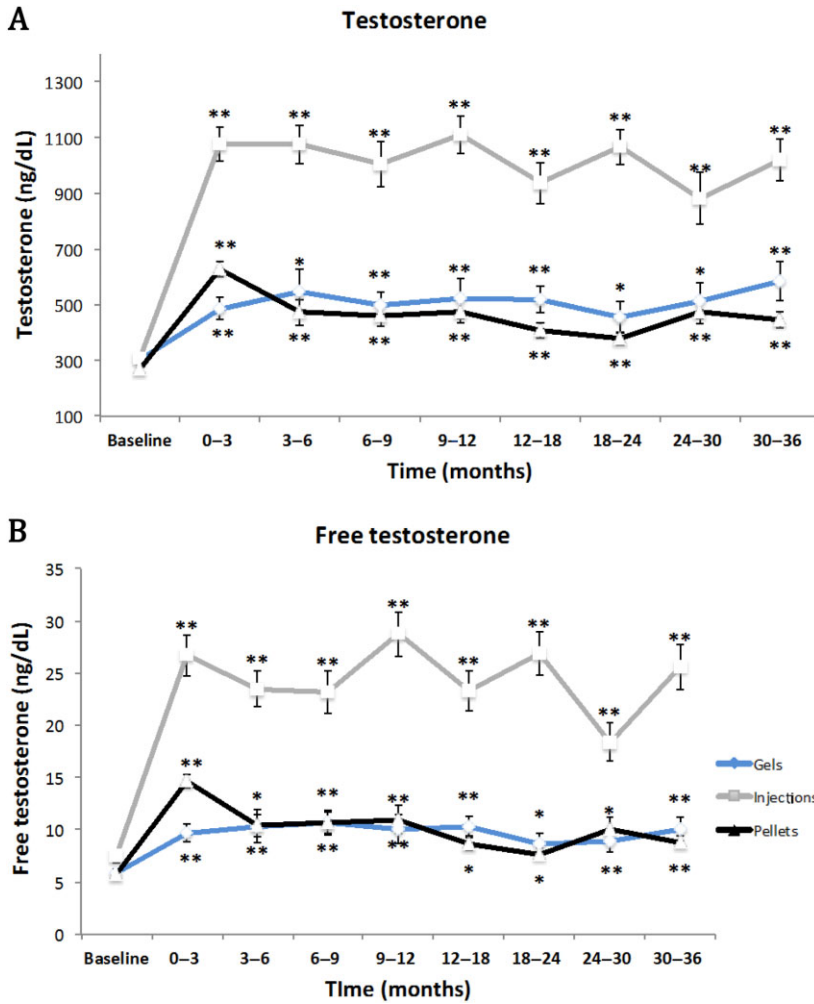 A
Testosterone
Testosterone (ng/dL)
1300
1100
900
700
500
300
100
** ** ** ** ** ** ** **
** * ** ** ** * * **
** ** ** ** ** ** ** **
Baseline 0–3 3–6 6–9 9–12 12–18 18–24 24–30 30–36
Time (months)
B
Free testosterone
Free testosterone (ng/dL)
35
30
25
20
15
10
5
0
** ** ** ** ** ** ** **
** * ** ** ** * * **
** ** ** ** * * ** **
Gels
Injections
Pellets
Baseline 0–3 3–6 6–9 9–12 12–18 18–24 24–30 30–36
TIme (months)